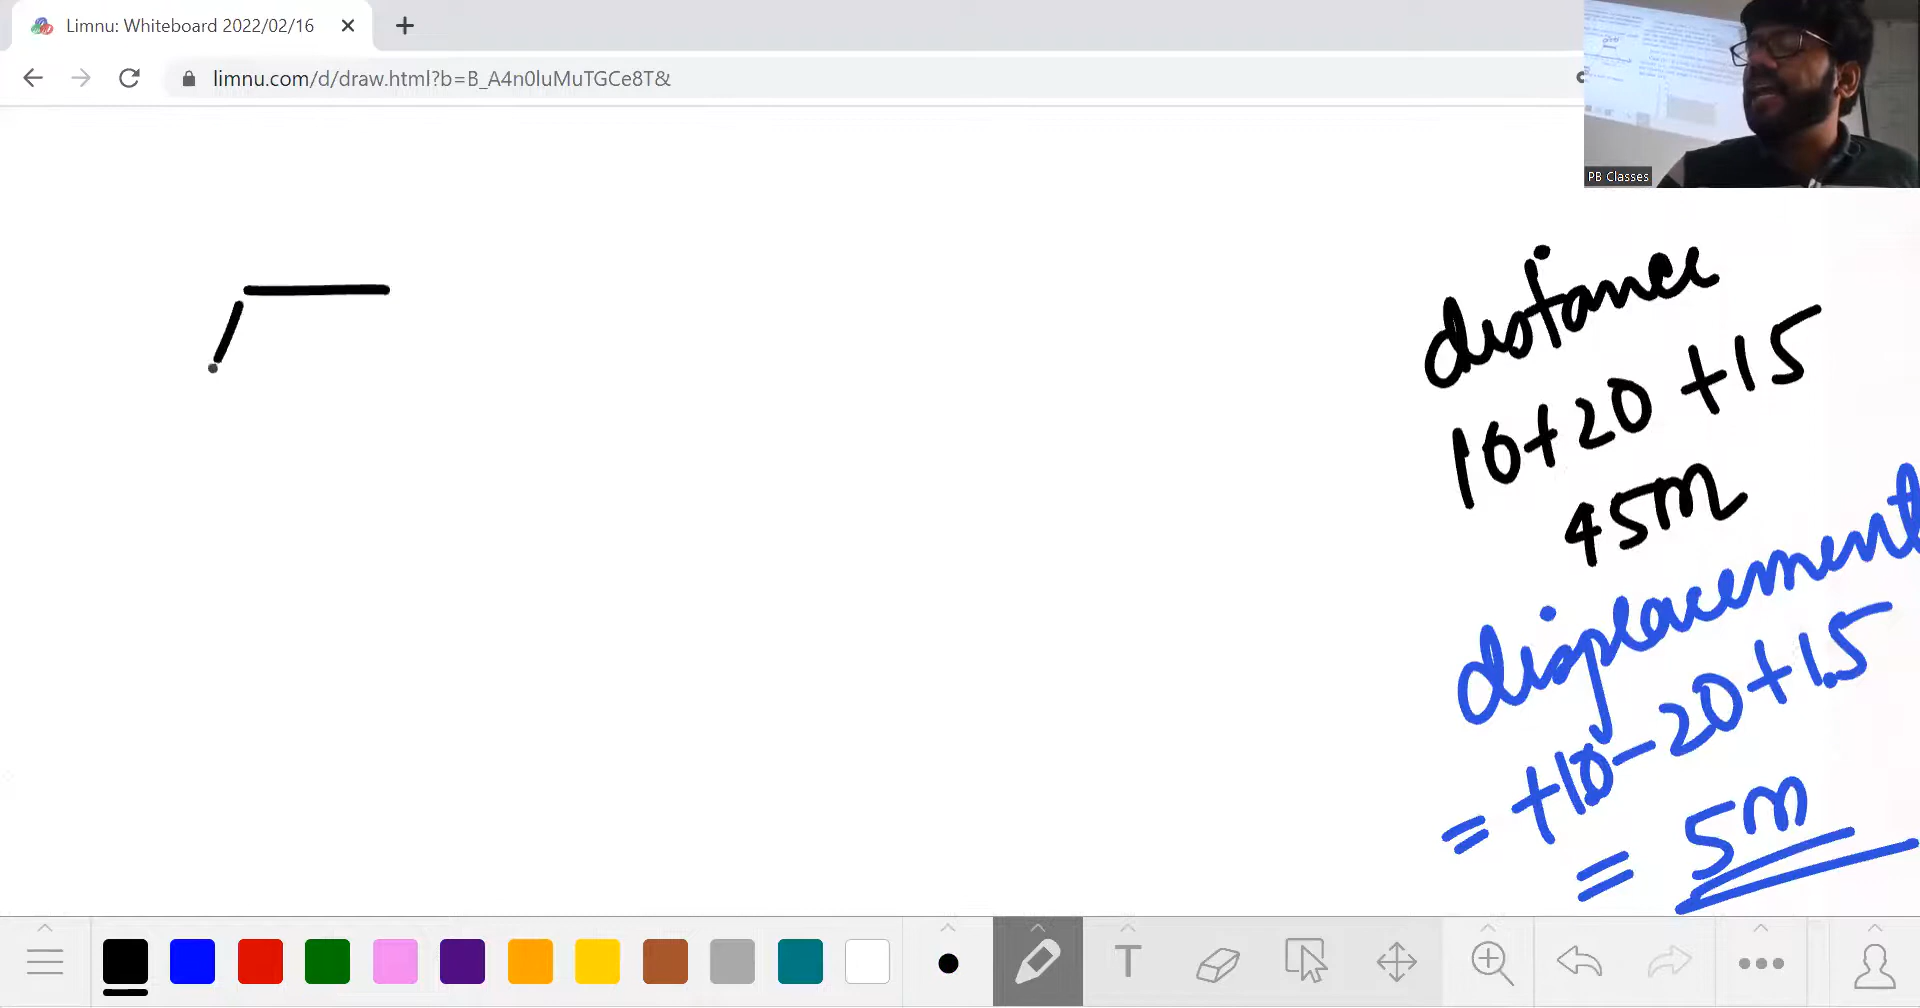 Limnu: Whiteboard 2022/02/16
limnu.com/d/draw.html?b=B_A4n0luMuTGCe8T&
PB Classes
distance
10+20+15
45m
displacement
= +10-20+15
= 5m
T